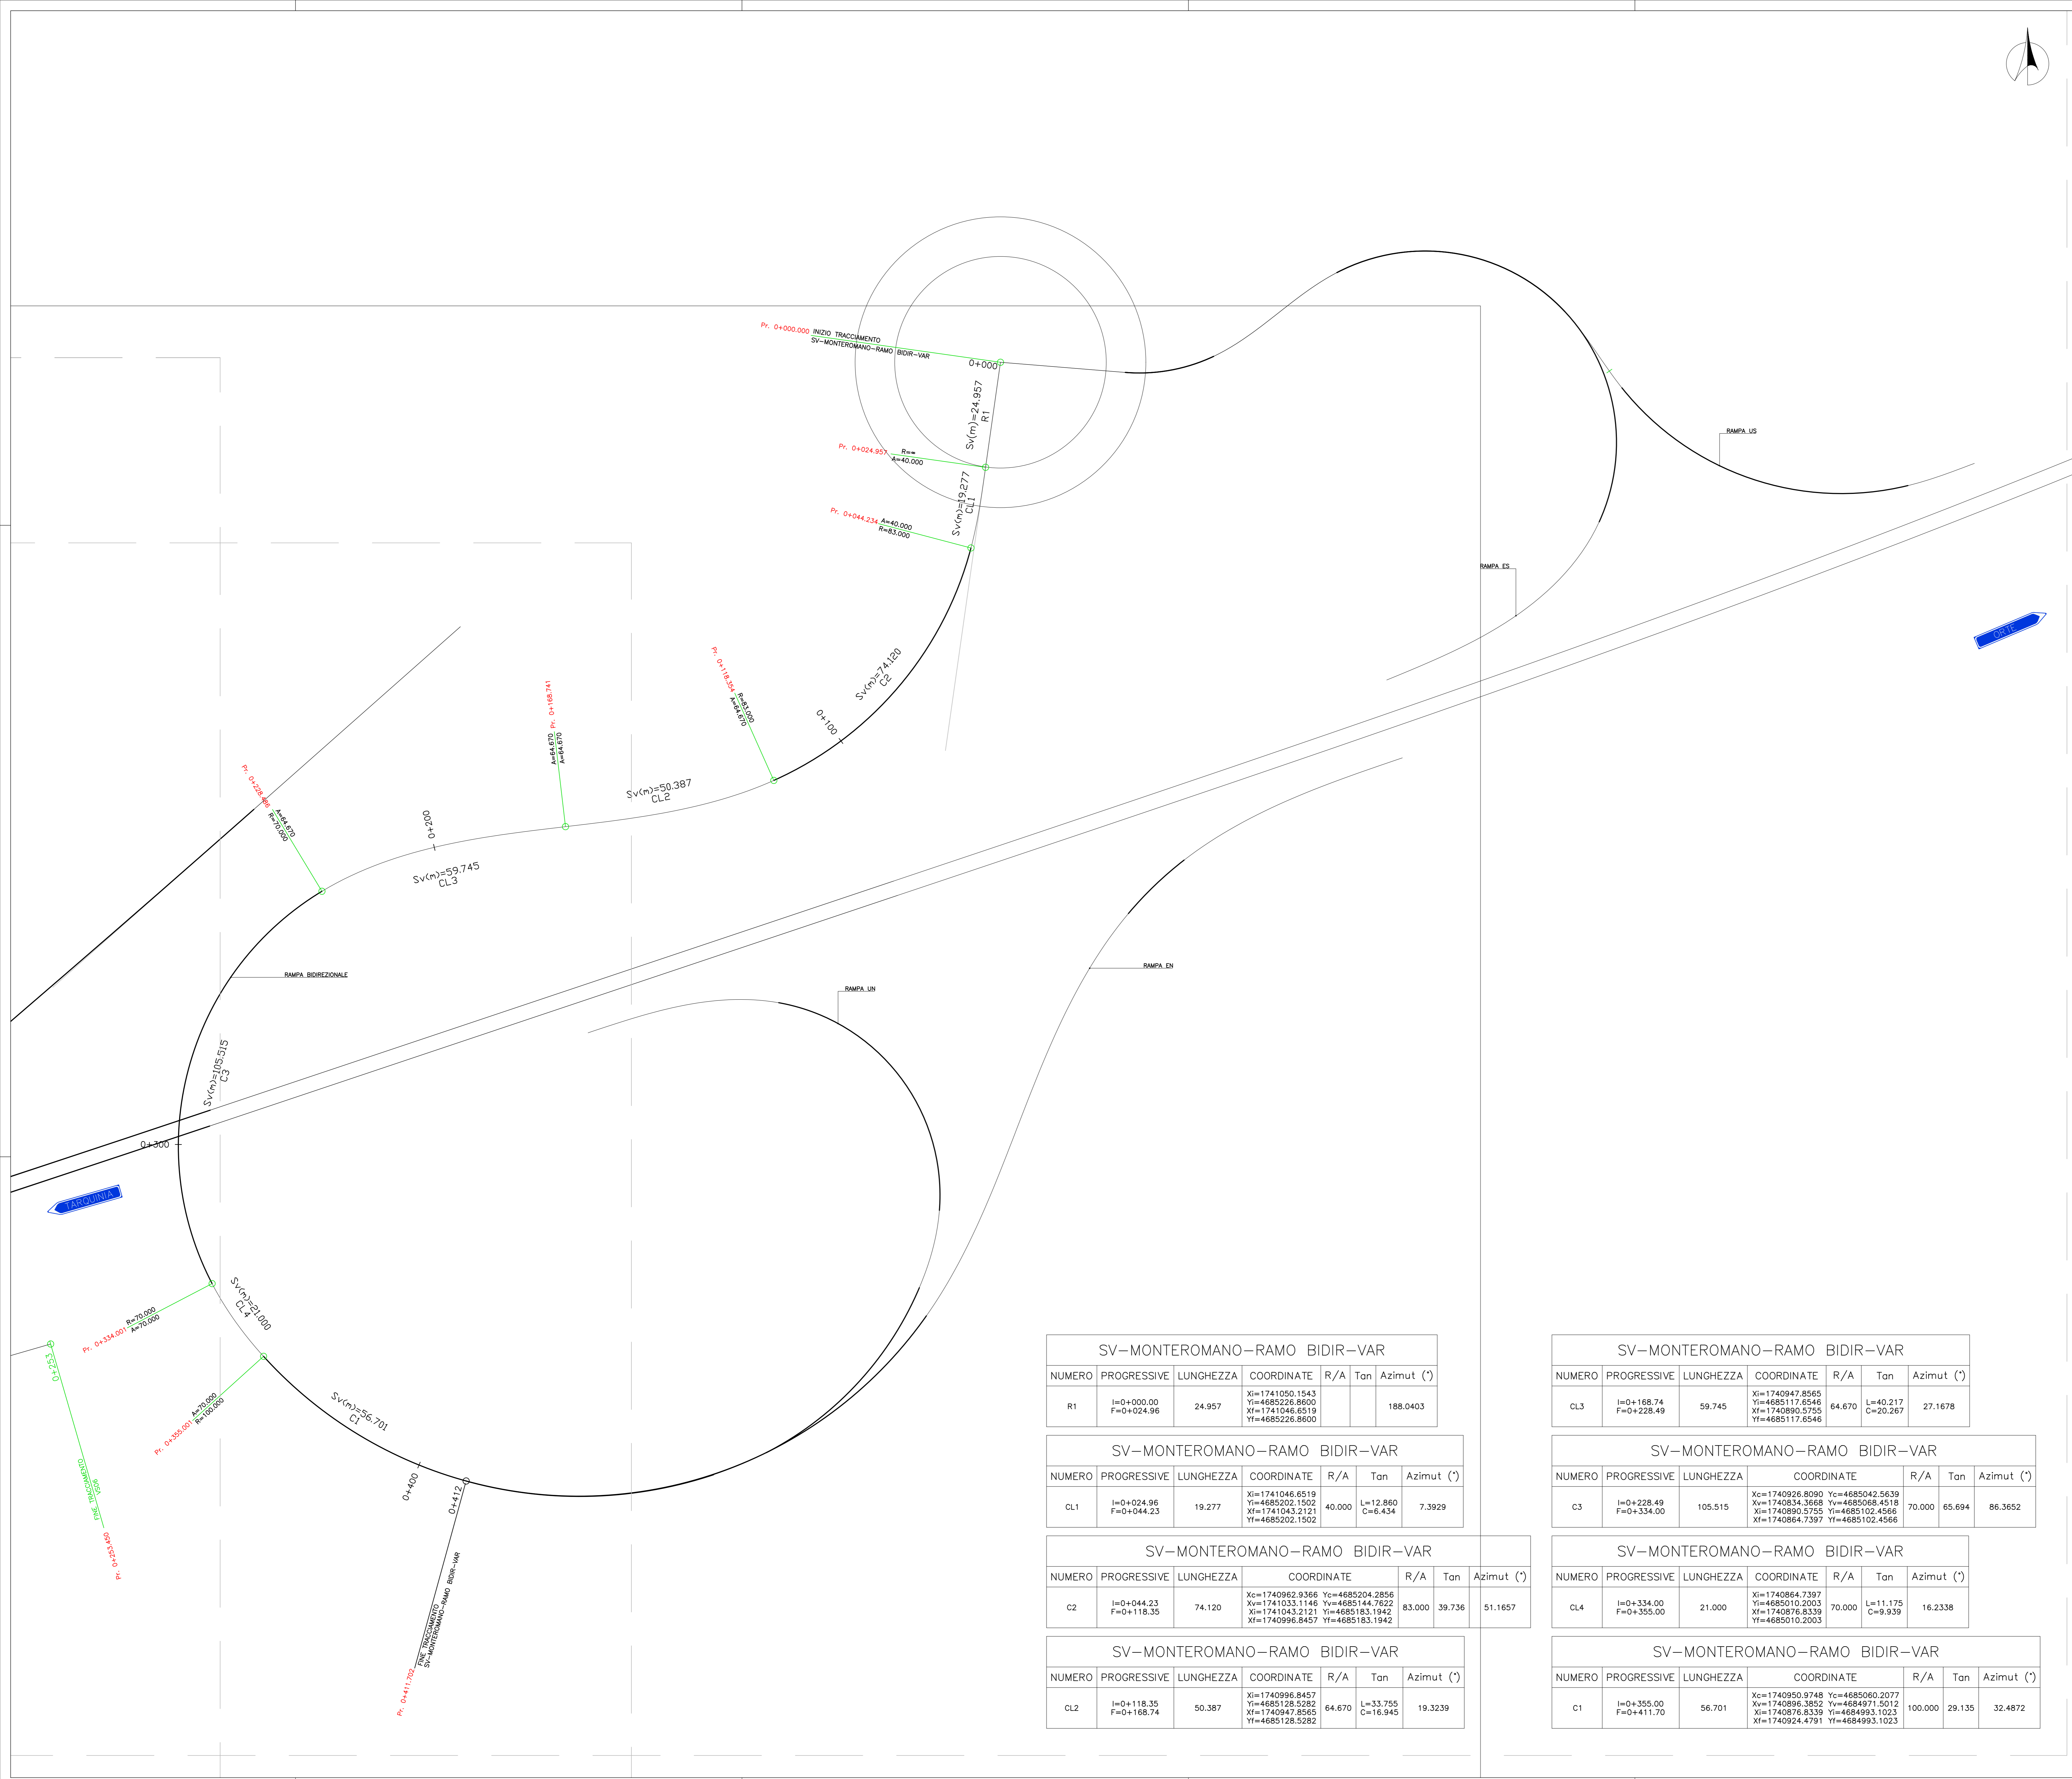 Pr. 0+000.000 INIZIO TRACCIAMENTO
SV-MONTEROMANO-RAMO BIDIR-VAR
0+000
Sv(m)=24.957
R1
Pr. 0+024.957
R=∞
A=40.000
Sv(m)=19.277
CL1
Pr. 0+044.234
A=40.000
R=83.000
RAMPA US
RAMPA ES
ORTE
Sv(m)=74.120
C2
0+100
Pr. 0+118.354
R=83.000
A=64.670
Pr. 0+168.741
A=64.670
A=64.670
Sv(m)=50.387
CL2
0+200
Pr. 0+228.486
A=64.670
R=70.000
Sv(m)=59.745
CL3
RAMPA BIDIREZIONALE
RAMPA UN
RAMPA EN
Sv(m)=105.515
C3
0+300
TARQUINIA
Sv(m)=21.000
CL4
Pr. 0+334.001
R=70.000
A=70.000
0+253
Pr. 0+355.001
A=70.000
R=100.000
Sv(m)=56.701
C1
0+400
0+412
FINE TRACCIAMENTO
Pr. 0+253.450
FINE TRACCIAMENTO
SV-MONTEROMANO-RAMO BIDIR-VAR
Pr. 0+411.702
SV-MONTEROMANO-RAMO BIDIR-VAR
NUMERO PROGRESSIVE LUNGHEZZA COORDINATE R/A Tan Azimut (°)
R1 I=0+000.00 F=0+024.96 24.957 Xi=1741050.1543 Yi=4685226.8600 Xf=1741046.6519 Yf=4685226.8600 188.0403
SV-MONTEROMANO-RAMO BIDIR-VAR
NUMERO PROGRESSIVE LUNGHEZZA COORDINATE R/A Tan Azimut (°)
CL1 I=0+024.96 F=0+044.23 19.277 Xi=1741046.6519 Yi=4685202.1502 Xf=1741043.2121 Yf=4685202.1502 40.000 L=12.860 C=6.434 7.3929
SV-MONTEROMANO-RAMO BIDIR-VAR
NUMERO PROGRESSIVE LUNGHEZZA COORDINATE R/A Tan Azimut (°)
C2 I=0+044.23 F=0+118.35 74.120 Xc=1740962.9366 Yc=4685204.2856 Xv=1741033.1146 Yv=4685144.7622 Xi=1741043.2121 Yi=4685183.1942 Xf=1740996.8457 Yf=4685183.1942 83.000 39.736 51.1657
SV-MONTEROMANO-RAMO BIDIR-VAR
NUMERO PROGRESSIVE LUNGHEZZA COORDINATE R/A Tan Azimut (°)
CL2 I=0+118.35 F=0+168.74 50.387 Xi=1740996.8457 Yi=4685128.5282 Xf=1740947.8565 Yf=4685128.5282 64.670 L=33.755 C=16.945 19.3239
SV-MONTEROMANO-RAMO BIDIR-VAR
NUMERO PROGRESSIVE LUNGHEZZA COORDINATE R/A Tan Azimut (°)
CL3 I=0+168.74 F=0+228.49 59.745 Xi=1740947.8565 Yi=4685117.6546 Xf=1740890.5755 Yf=4685117.6546 64.670 L=40.217 C=20.267 27.1678
SV-MONTEROMANO-RAMO BIDIR-VAR
NUMERO PROGRESSIVE LUNGHEZZA COORDINATE R/A Tan Azimut (°)
C3 I=0+228.49 F=0+334.00 105.515 Xc=1740926.8090 Yc=4685042.5639 Xv=1740834.3668 Yv=4685068.4518 Xi=1740890.5755 Yi=4685102.4566 Xf=1740864.7397 Yf=4685102.4566 70.000 65.694 86.3652
SV-MONTEROMANO-RAMO BIDIR-VAR
NUMERO PROGRESSIVE LUNGHEZZA COORDINATE R/A Tan Azimut (°)
CL4 I=0+334.00 F=0+355.00 21.000 Xi=1740864.7397 Yi=4685010.2003 Xf=1740876.8339 Yf=4685010.2003 70.000 L=11.175 C=9.939 16.2338
SV-MONTEROMANO-RAMO BIDIR-VAR
NUMERO PROGRESSIVE LUNGHEZZA COORDINATE R/A Tan Azimut (°)
C1 I=0+355.00 F=0+411.70 56.701 Xc=1740950.9748 Yc=4685060.2077 Xv=1740896.3852 Yv=4684971.5012 Xi=1740876.8339 Yi=4684993.1023 Xf=1740924.4791 Yf=4684993.1023 100.000 29.135 32.4872